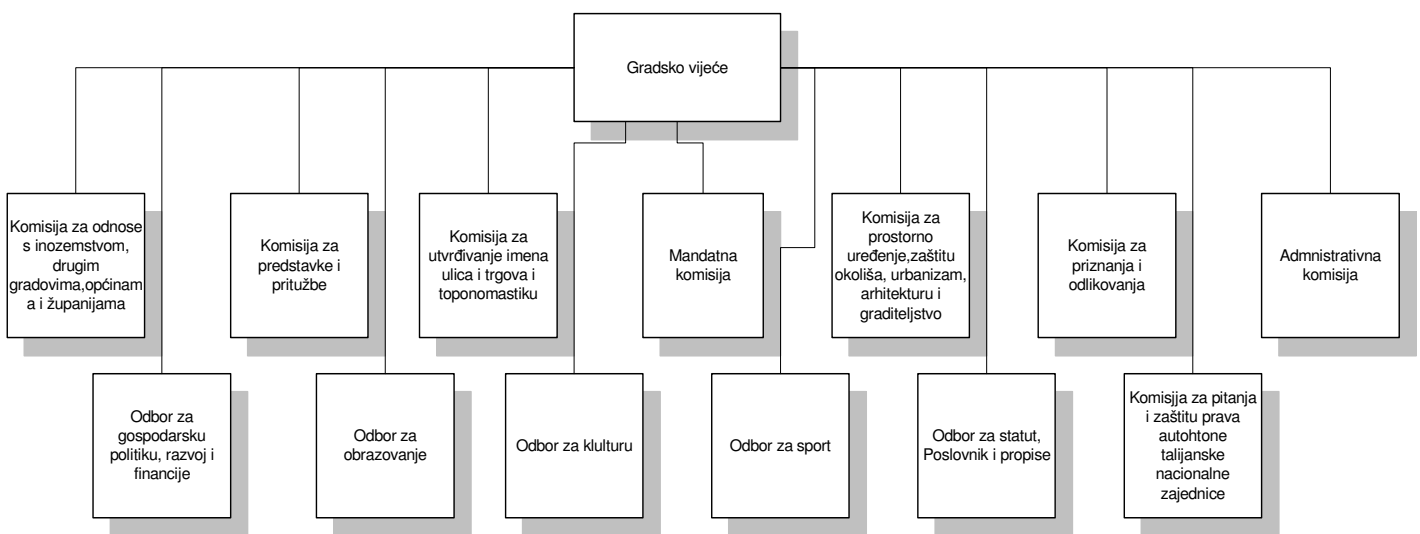 Gradsko vijeće
Komisija za odnose
s inozemstvom,
drugim
gradovima,općinam
a i županijama
Komisija za
predstavke i
pritužbe
Komisija za
utvrđivanje imena
ulica i trgova i
toponomastiku
Mandatna
komisija
Komisija za
prostorno
uređenje,zaštitu
okoliša, urbanizam,
arhitekturu i
graditeljstvo
Komisija za
priznanja i
odlikovanja
Admnistrativna
komisija
Odbor za
gospodarsku
politiku, razvoj i
financije
Odbor za
obrazovanje
Odbor za klulturu
Odbor za sport
Odbor za statut,
Poslovnik i propise
Komisjja za pitanja
i zaštitu prava
autohtone
talijanske
nacionalne
zajednice